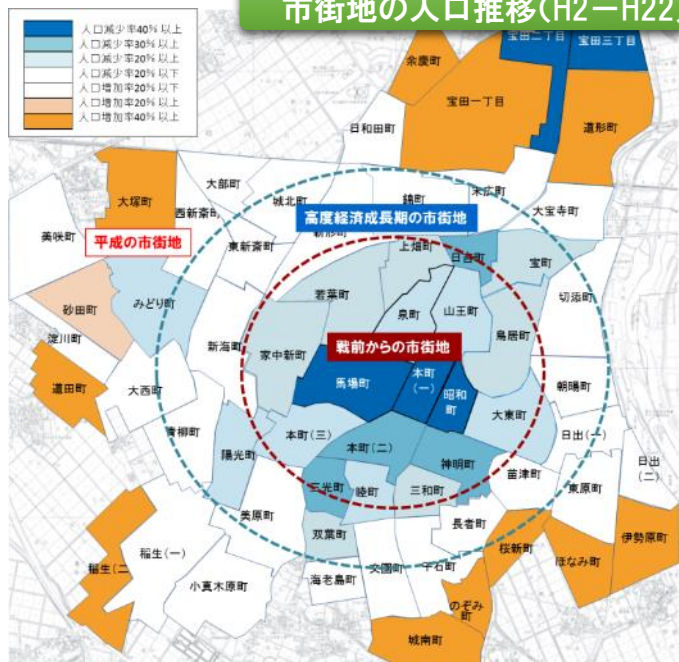 市街地の人口推移(H2－H22)
人口減少率40％以上
人口減少率30％以上
人口減少率20％以上
人口減少率20％以下
人口増加率20％以下
人口増加率20％以上
人口増加率40％以上
宝田二丁目
宝田三丁目
余慶町
宝田一丁目
道形町
日和田町
大部町
城北町
錦町
末広町
大宝寺町
大塚町
西新斎町
高度経済成長期の市街地
美咲町
平成の市街地
東新斎町
上畑町
日吉町
宝町
みどり町
若葉町
泉町
山王町
切添町
砂田町
鳥居町
淀川町
新海町
家中新町
戦前からの市街地
道田町
大西町
馬場町
本町
(一)
昭和
町
朝暘町
大東町
青柳町
陽光町
本町(三)
本町(二)
神明町
日出(一)
日出
(二)
苗津町
東原町
三光町
睦町
三和町
美原町
双葉町
長者町
桜新町
ほなみ町
伊勢原町
稲生(二
稲生(一)
小真木原町
海老島町
文園町
千石町
のぞみ
町
城南町